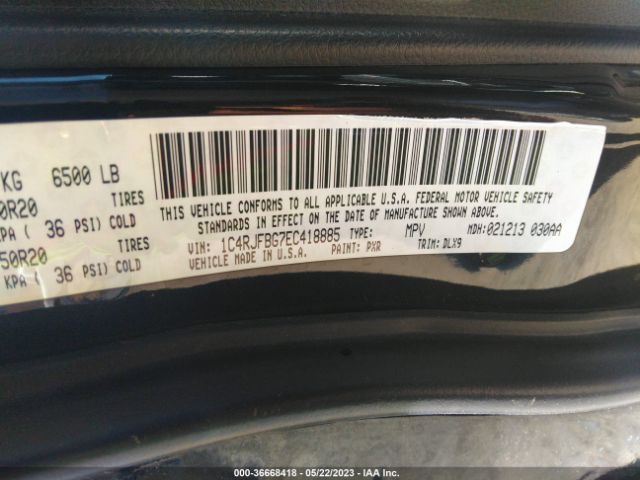 KG 6500 LB
0R20 TIRES
KPA ( 36 PSI) COLD
50R20 TIRES
KPA ( 36 PSI) COLD
THIS VEHICLE CONFORMS TO ALL APPLICABLE U.S.A. FEDERAL MOTOR VEHICLE SAFETY
STANDARDS IN EFFECT ON THE DATE OF MANUFACTURE SHOWN ABOVE.
VIN: 1C4RJFBG7EC418885 TYPE: MPV MDH:021213 030AA
VEHICLE MADE IN U.S.A. PAINT: PXR TRIM: DLX9
000-36668418 - 05/22/2023 - IAA Inc.